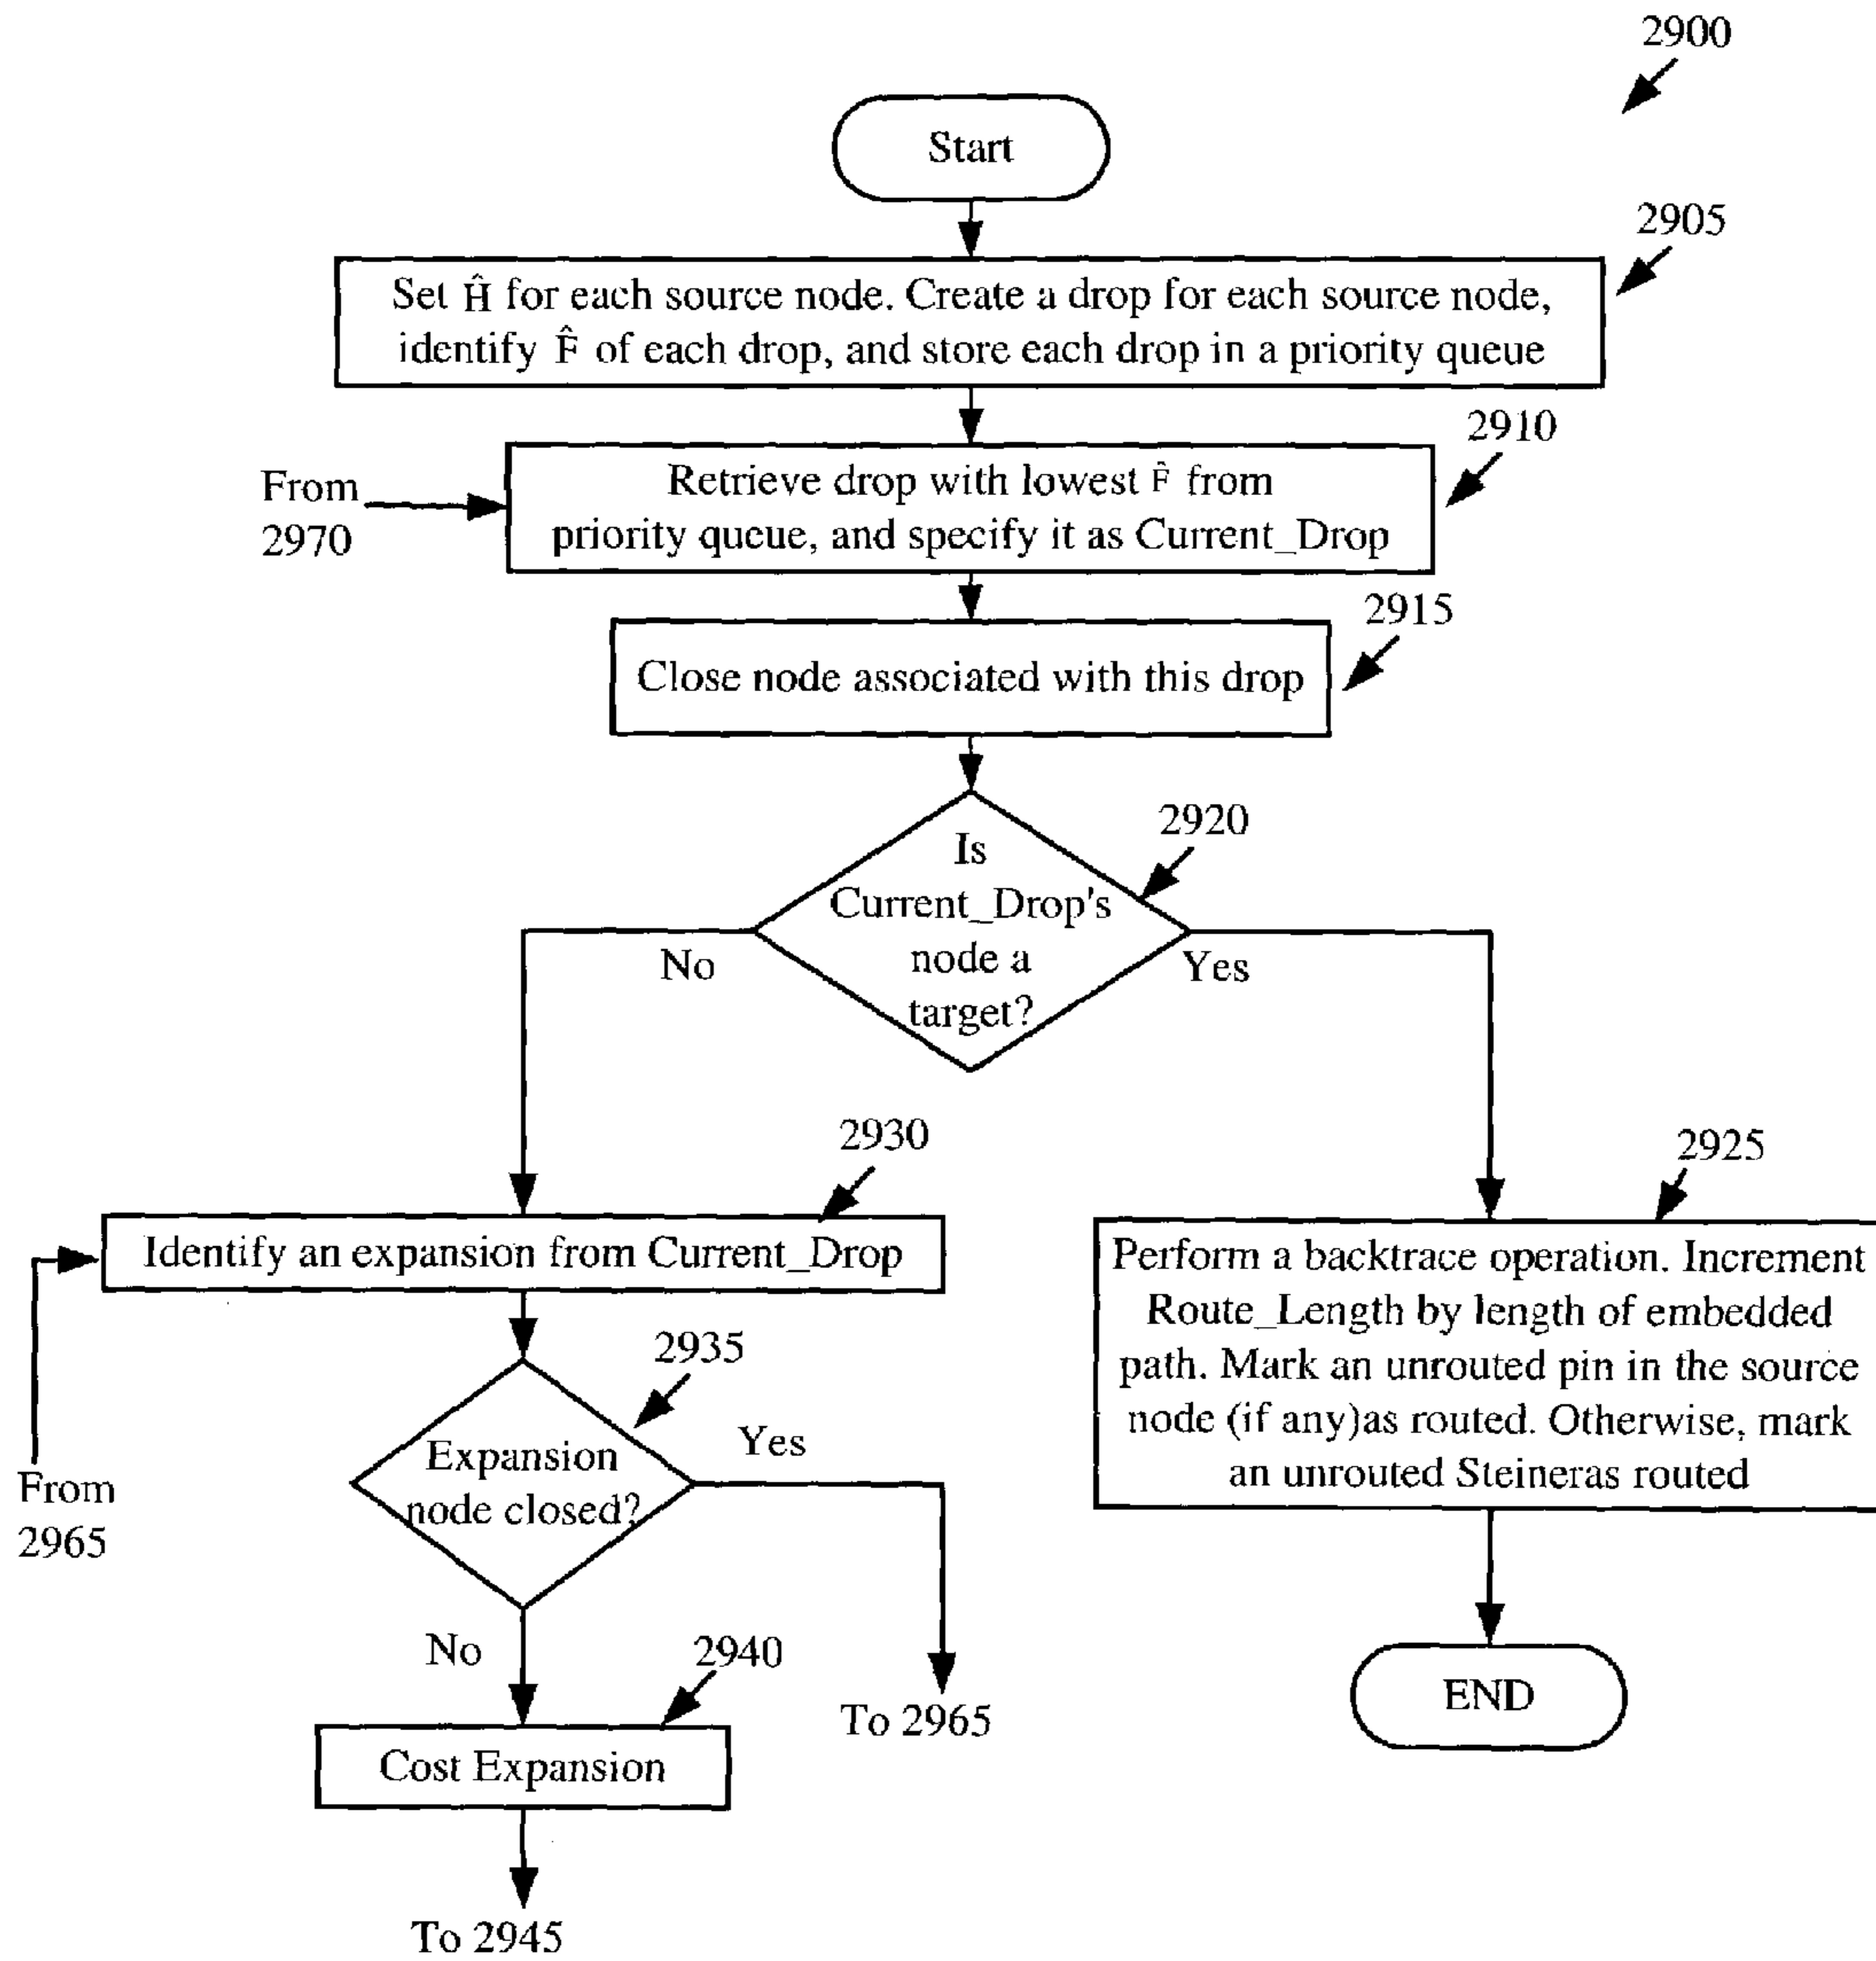 2900
Start
2905
Set Ĥ for each source node. Create a drop for each source node,
identify F̂ of each drop, and store each drop in a priority queue
2910
From
2970
Retrieve drop with lowest F̂ from
priority queue, and specify it as Current_Drop
2915
Close node associated with this drop
2920
Is
Current_Drop's
node a
target?
No
Yes
2930
2925
Identify an expansion from Current_Drop
Perform a backtrace operation. Increment
Route_Length by length of embedded
path. Mark an unrouted pin in the source
node (if any)as routed. Otherwise, mark
an unrouted Steineras routed
From
2965
2935
Expansion
node closed?
Yes
No
2940
To 2965
Cost Expansion
END
To 2945